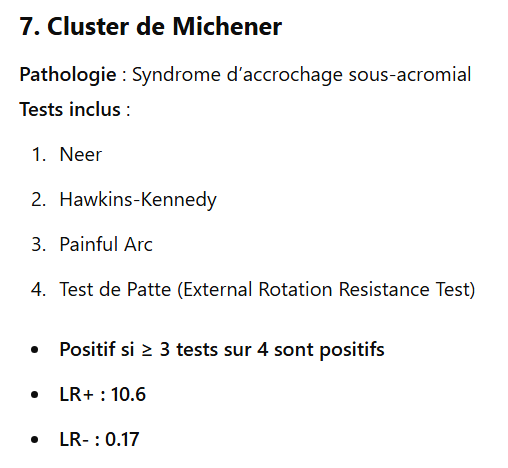 7. Cluster de Michener
Pathologie : Syndrome d’accrochage sous-acromial
Tests inclus :
1. Neer
2. Hawkins-Kennedy
3. Painful Arc
4. Test de Patte (External Rotation Resistance Test)
• Positif si ≥ 3 tests sur 4 sont positifs
• LR+ : 10.6
• LR- : 0.17